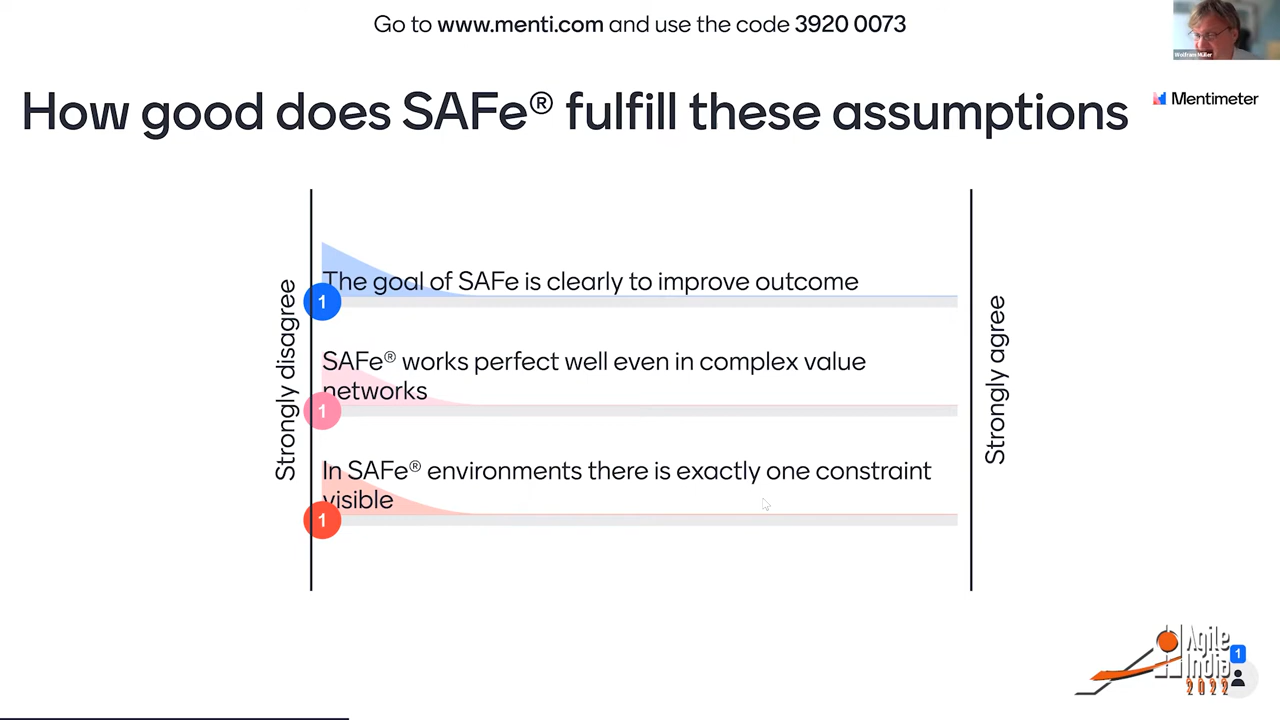 Go to www.menti.com and use the code 3920 0073
Wolfram Müller
How good does SAFe® fulfill these assumptions
Mentimeter
Strongly disagree
The goal of SAFe is clearly to improve outcome
1
SAFe® works perfect well even in complex value
networks
1
In SAFe® environments there is exactly one constraint
visible
1
Strongly agree
Agile
India
2022
1